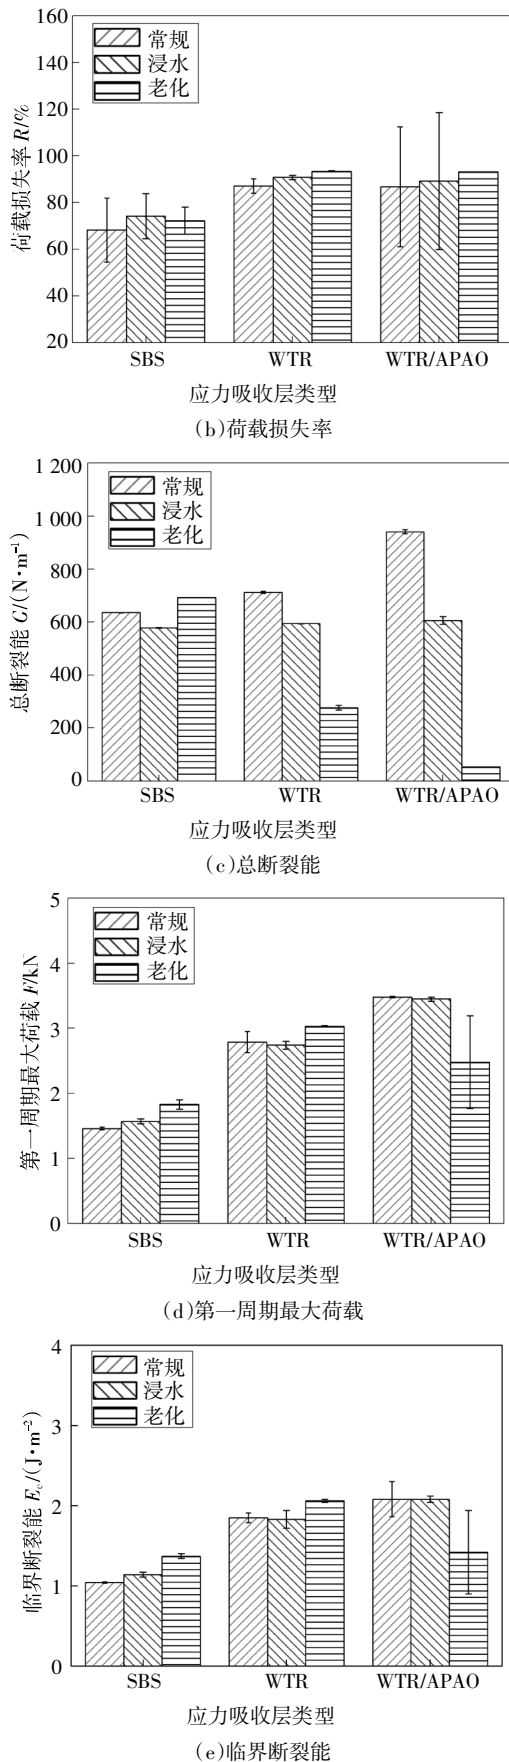 160
140
120
100
80
60
40
20
荷载损失率 R/%
常规
浸水
老化
SBS WTR WTR/APAO
应力吸收层类型
(b)荷载损失率
1 200
1 000
800
600
400
200
0
总断裂能 G/(N·m⁻¹)
常规
浸水
老化
SBS WTR WTR/APAO
应力吸收层类型
(c)总断裂能
5
4
3
2
1
0
第一周期最大荷载 F/kN
常规
浸水
老化
SBS WTR WTR/APAO
应力吸收层类型
(d)第一周期最大荷载
4
3
2
1
0
临界断裂能 Ec/(J·m⁻²)
常规
浸水
老化
SBS WTR WTR/APAO
应力吸收层类型
(e)临界断裂能